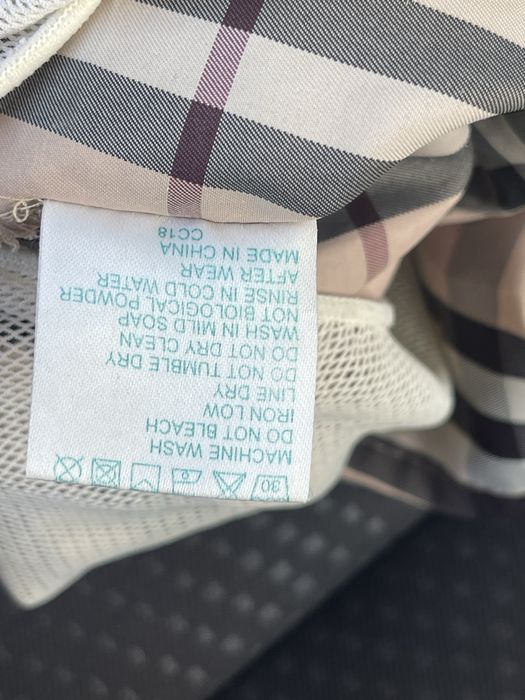 30
MACHINE WASH
DO NOT BLEACH
IRON LOW
LINE DRY
DO NOT TUMBLE DRY
DO NOT DRY CLEAN
WASH IN MILD SOAP
NOT BIOLOGICAL POWDER
RINSE IN COLD WATER
AFTER WEAR
MADE IN CHINA
CC18